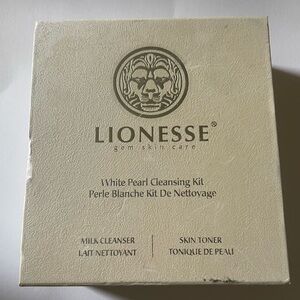 LIONESSE®
gem skin care
White Pearl Cleansing Kit
Perle Blanche Kit De Nettoyage
MILK CLEANSER
LAIT NETTOYANT
SKIN TONER
TONIQUE DE PEAU